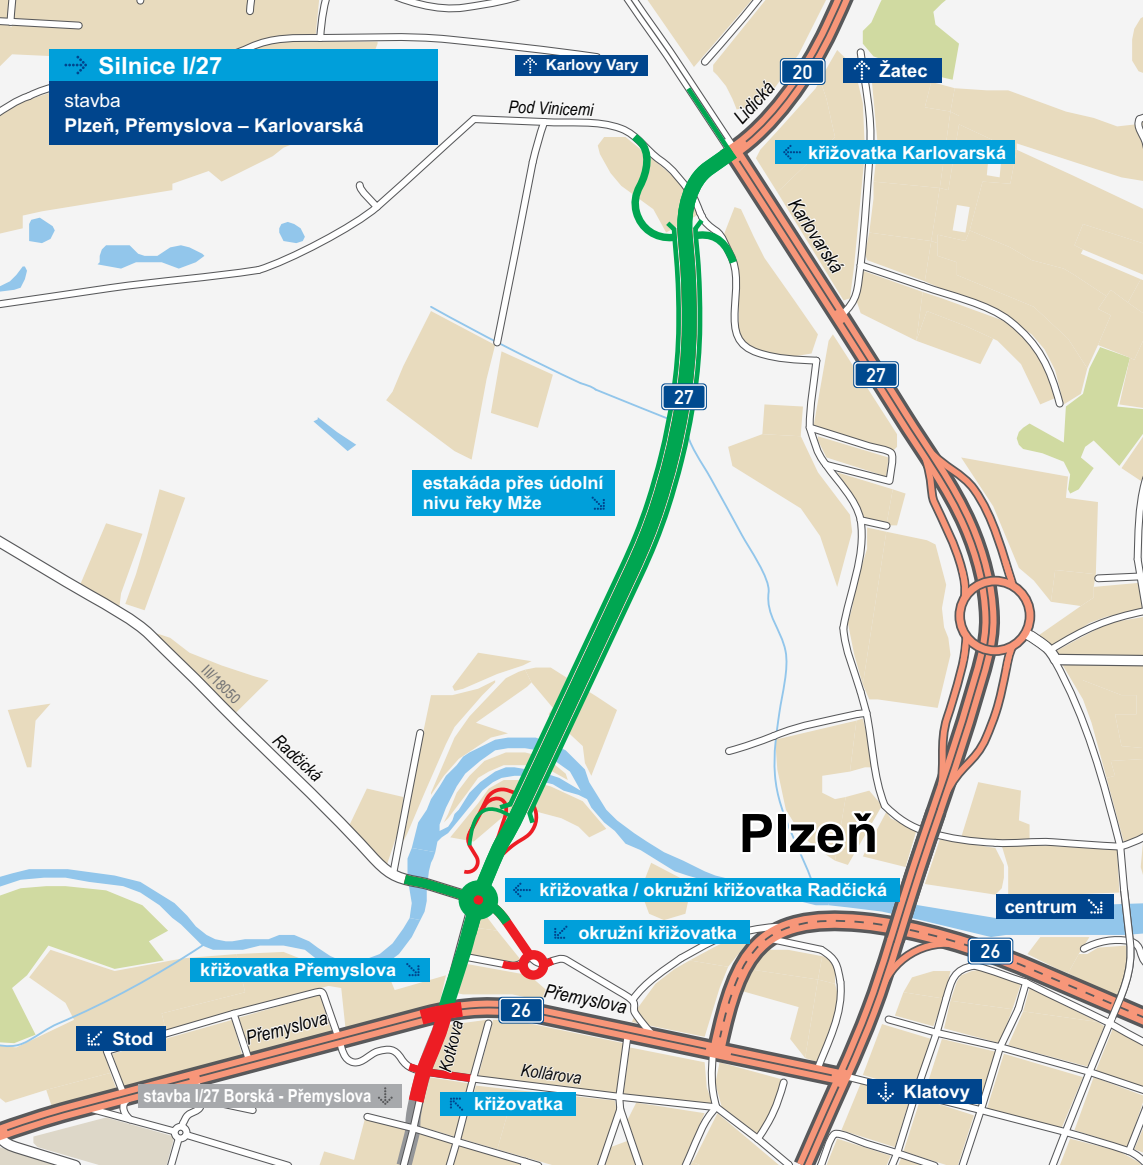 Silnice I/27
stavba
Plzeň, Přemyslova – Karlovarská
Karlovy Vary
20
Žatec
Pod Vinicemi
Lidická
křižovatka Karlovarská
Karlovarská
27
27
estakáda přes údolní
nivu řeky Mže
III/18050
Radčická
Plzeň
křižovatka / okružní křižovatka Radčická
centrum
okružní křižovatka
26
křižovatka Přemyslova
Přemyslova
26
Přemyslova
Stod
Kotkova
Kollárova
stavba I/27 Borská - Přemyslova
křižovatka
Klatovy